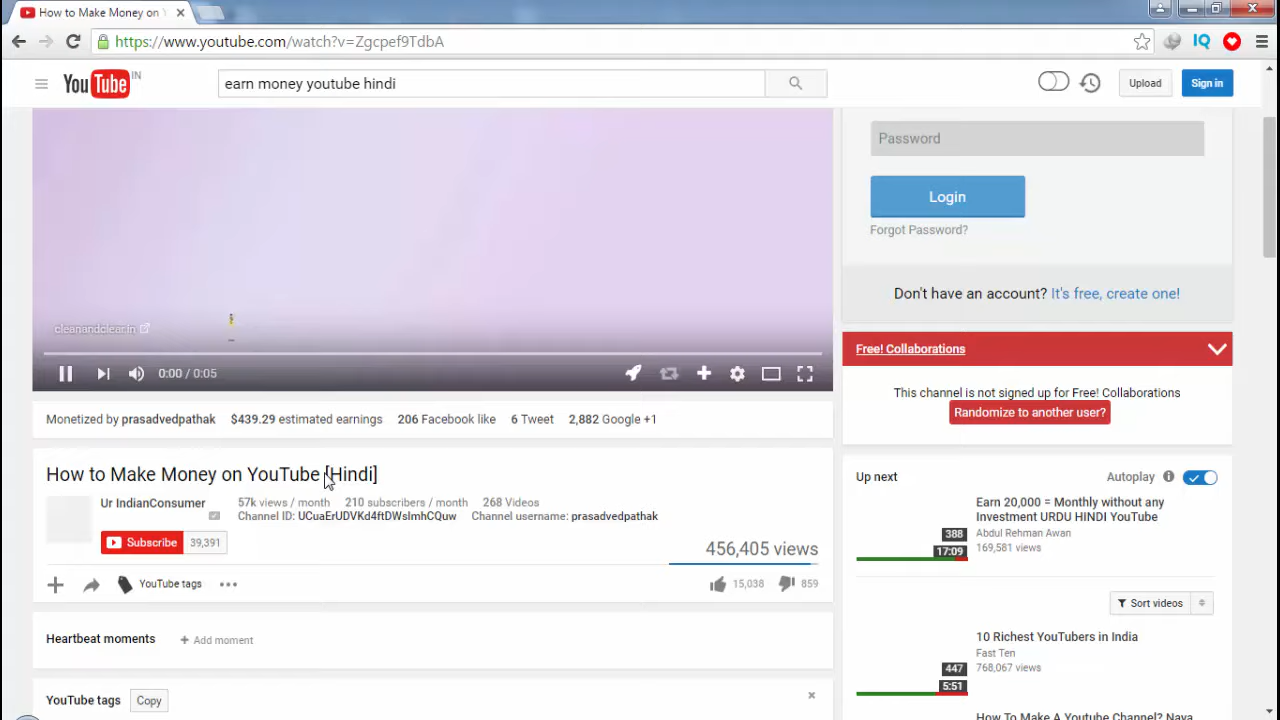 How to Make Money on Y
https://www.youtube.com/watch?v=Zgcpef9TdbA
IQ
YouTube IN
earn money youtube hindi
Upload
Sign in
Password
Login
Forgot Password?
Don't have an account? It's free, create one!
cleanandclear.in
0:00 / 0:05
Free! Collaborations
This channel is not signed up for Free! Collaborations
Randomize to another user?
Monetized by prasadvedpathak $439.29 estimated earnings 206 Facebook like 6 Tweet 2,882 Google +1
How to Make Money on YouTube [Hindi]
Ur IndianConsumer
57k views / month 210 subscribers / month 268 Videos
Channel ID: UCuaErUDVKd4ftDWsImhCQuw Channel username: prasadvedpathak
Subscribe 39,391
456,405 views
YouTube tags
15,038 859
Heartbeat moments + Add moment
YouTube tags Copy
Up next Autoplay
Earn 20,000 = Monthly without any
Investment URDU HINDI YouTube
Abdul Rehman Awan
169,581 views
388
17:09
Sort videos
10 Richest YouTubers in India
Fast Ten
768,067 views
447
5:51
How To Make A Youtube Channel? Naya